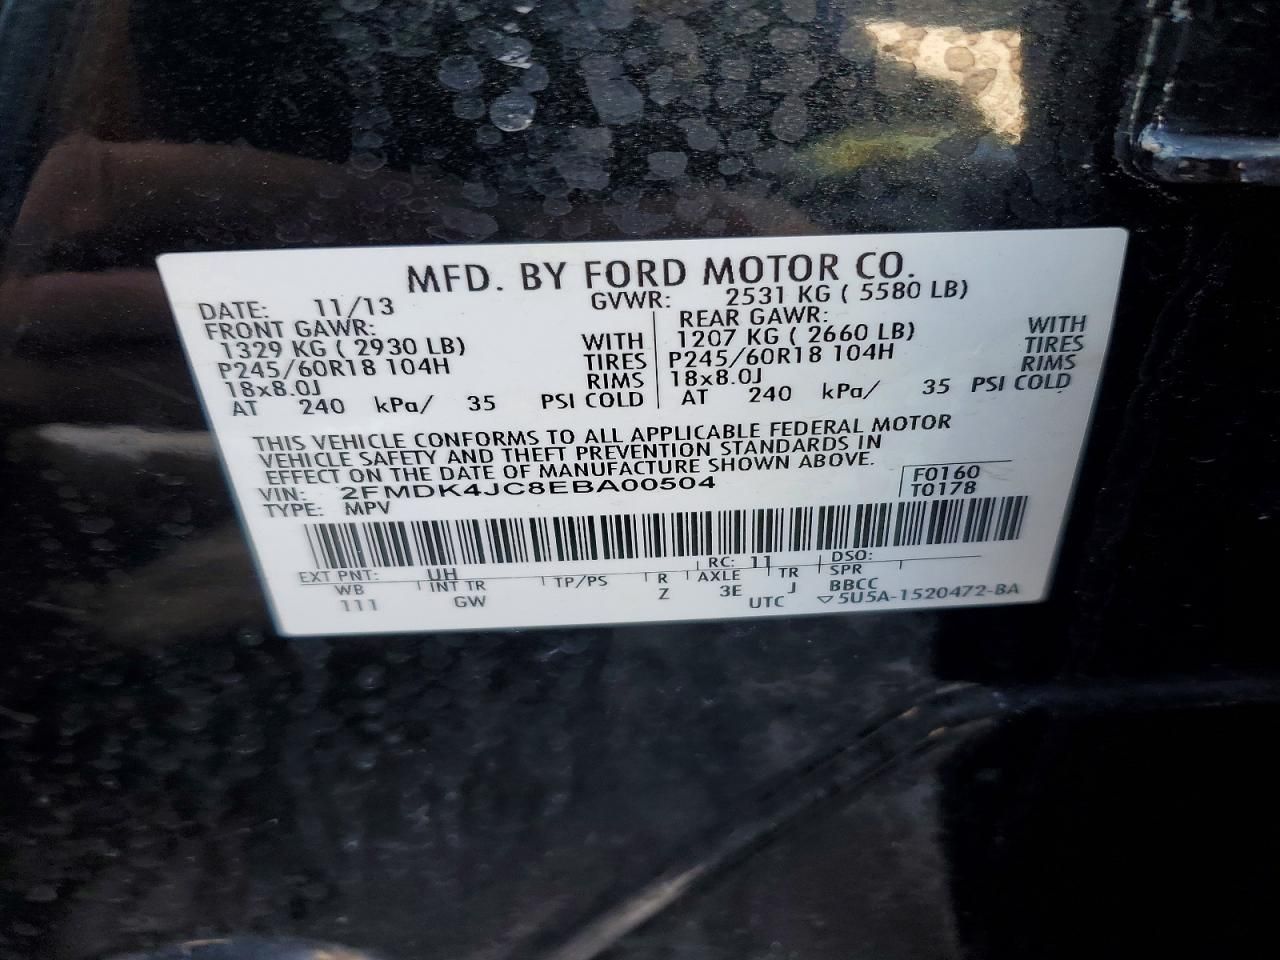 MFD. BY FORD MOTOR CO.
DATE: 11/13 GVWR: 2531 KG ( 5580 LB)
FRONT GAWR: REAR GAWR:
1329 KG ( 2930 LB) WITH 1207 KG ( 2660 LB) WITH
P245/60R18 104H TIRES P245/60R18 104H TIRES
18x8.0J RIMS 18x8.0J RIMS
AT 240 kPa/ 35 PSI COLD AT 240 kPa/ 35 PSI COLD
THIS VEHICLE CONFORMS TO ALL APPLICABLE FEDERAL MOTOR
VEHICLE SAFETY AND THEFT PREVENTION STANDARDS IN
EFFECT ON THE DATE OF MANUFACTURE SHOWN ABOVE.
VIN: 2FMDK4JC8EBA00504 F0160
TYPE: MPV T0178
EXT PNT: UH RC: 11 DSO:
WB INT TR TP/PS R AXLE TR SPR
111 GW Z 3E J BBCC
UTC ▽5U5A-1520472-BA